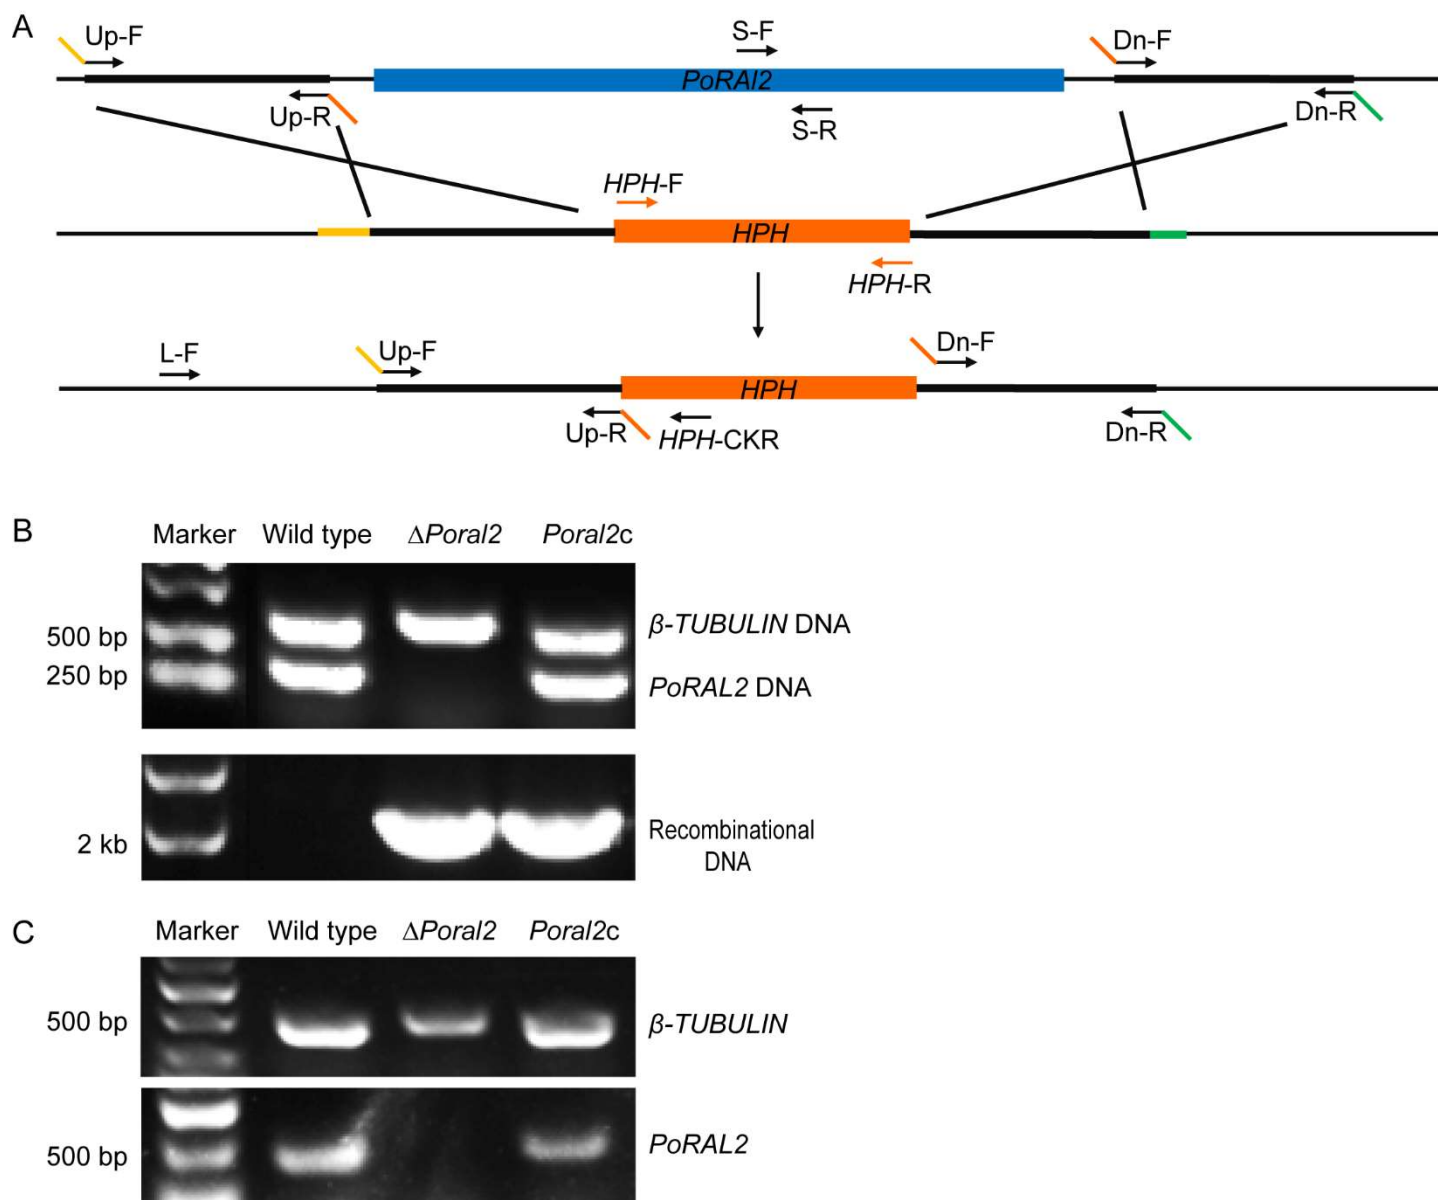 A
Up-F
S-F
Dn-F
PoRAl2
Up-R
S-R
Dn-R
HPH-F
HPH
HPH-R
L-F
Up-F
Dn-F
HPH
Up-R
HPH-CKR
Dn-R
B
Marker Wild type ΔPoral2 Poral2c
500 bp
β-TUBULIN DNA
250 bp
PoRAL2 DNA
2 kb
Recombinational
DNA
C
Marker Wild type ΔPoral2 Poral2c
500 bp
β-TUBULIN
500 bp
PoRAL2